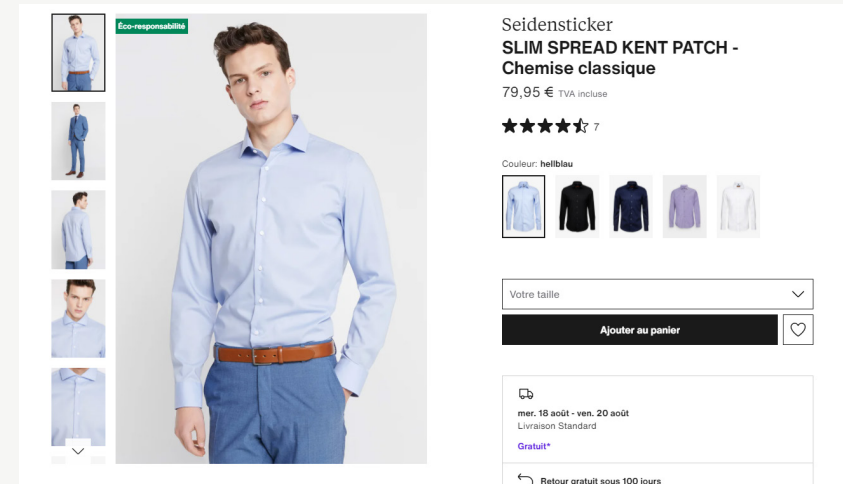 Éco-responsabilité
Seidensticker
SLIM SPREAD KENT PATCH -
Chemise classique
79,95 € TVA incluse
7
Couleur: hellblau
Votre taille
Ajouter au panier
mer. 18 août - ven. 20 août
Livraison Standard
Gratuit*
Retour gratuit sous 100 jours